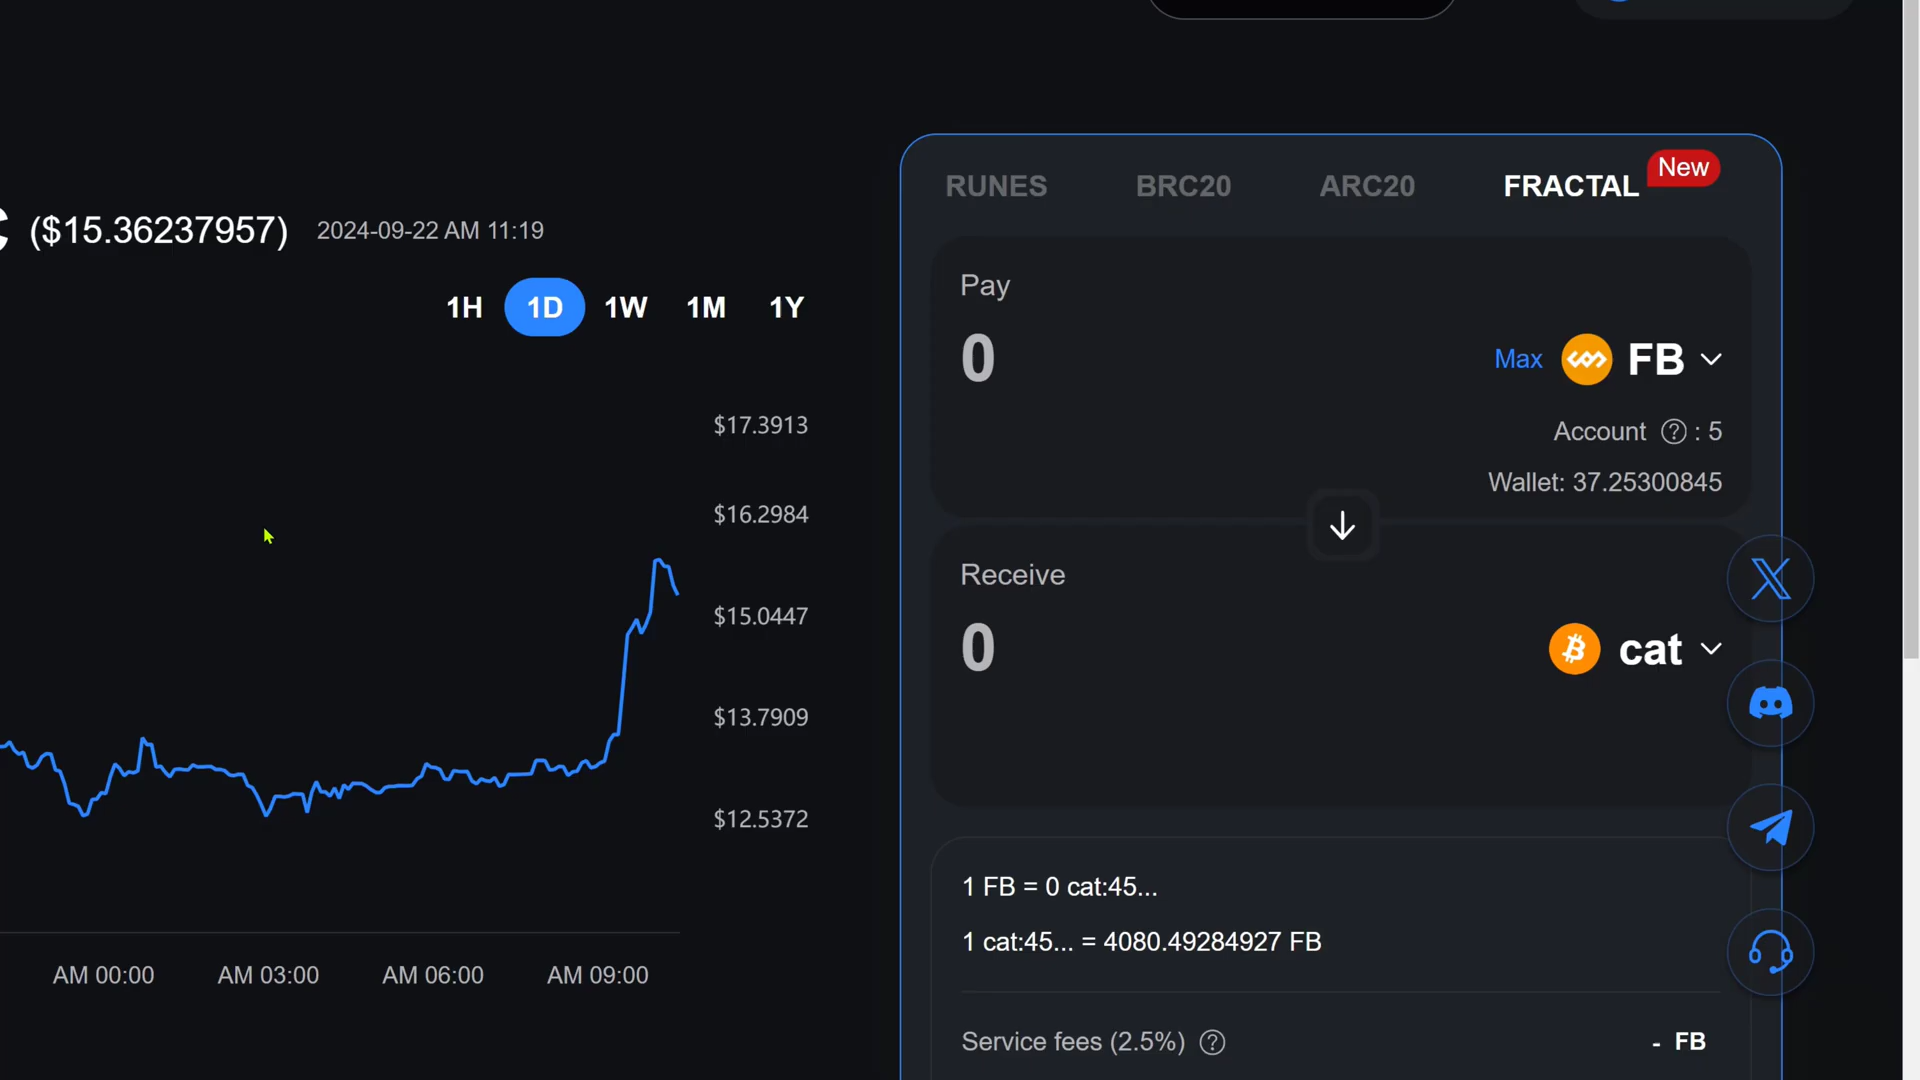 ($15.36237957) 2024-09-22 AM 11:19
1H 1D 1W 1M 1Y
$17.3913
$16.2984
$15.0447
$13.7909
$12.5372
AM 00:00 AM 03:00 AM 06:00 AM 09:00
RUNES BRC20 ARC20 FRACTAL New
Pay
0 Max FB
Account ? : 5
Wallet: 37.25300845
Receive
0 cat
1 FB = 0 cat:45...
1 cat:45... = 4080.49284927 FB
Service fees (2.5%) ? - FB